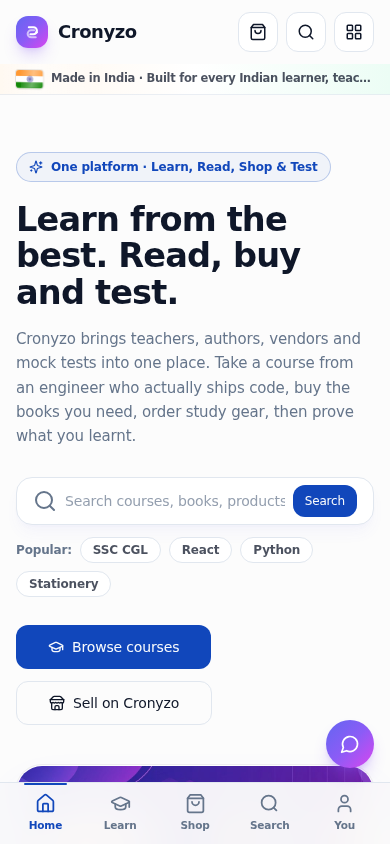 Cronyzo
Made in India · Built for every Indian learner, teac...
One platform · Learn, Read, Shop & Test
Learn from the
best. Read, buy
and test.
Cronyzo brings teachers, authors, vendors and
mock tests into one place. Take a course from
an engineer who actually ships code, buy the
books you need, order study gear, then prove
what you learnt.
Search courses, books, products
Search
Popular:
SSC CGL
React
Python
Stationery
Browse courses
Sell on Cronyzo
Home
Learn
Shop
Search
You